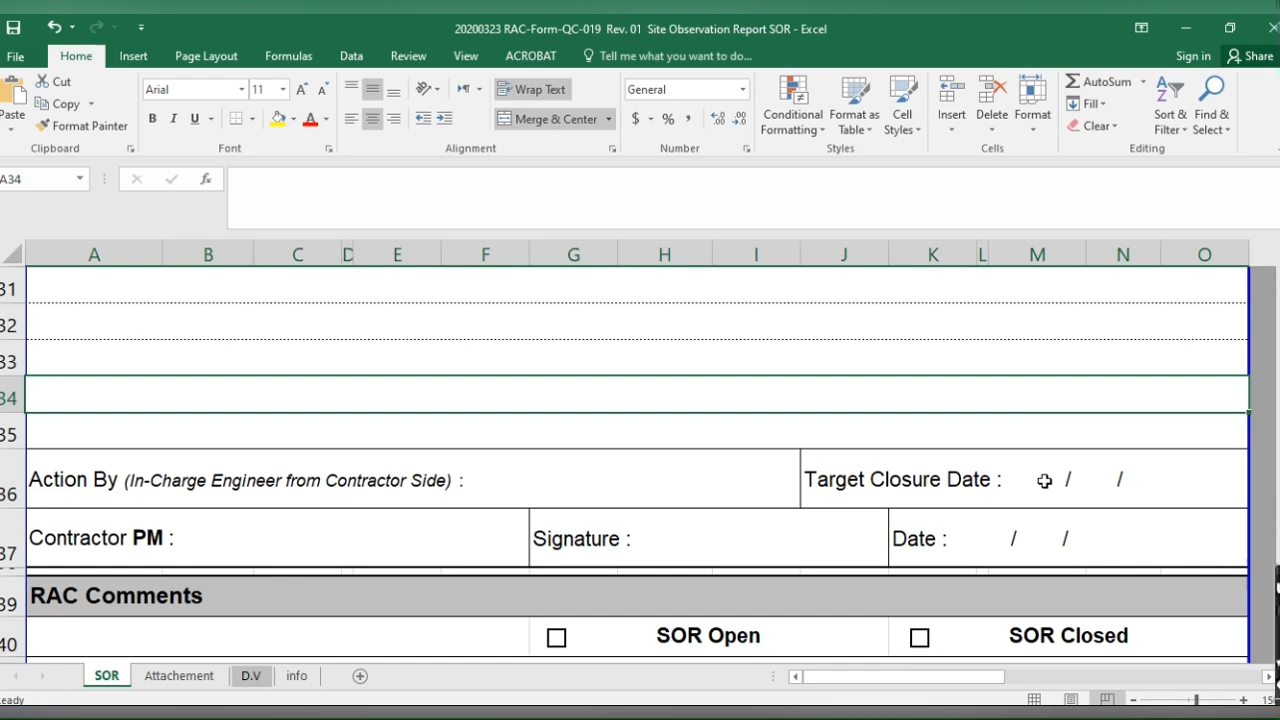 20200323 RAC-Form-QC-019 Rev. 01 Site Observation Report SOR - Excel
File Home Insert Page Layout Formulas Data Review View ACROBAT Tell me what you want to do... Sign in Share
Cut Arial 11 Wrap Text General AutoSum
Paste Copy Conditional Format as Cell Insert Delete Format Fill Sort & Find &
Format Painter B I U A Merge & Center $ % , Formatting Table Styles Clear Filter Select
Clipboard Font Alignment Number Styles Cells Editing
A34 fx
A B C D E F G H I J K L M N O
31
32
33
34
35
36 Action By (In-Charge Engineer from Contractor Side) : Target Closure Date : / /
37 Contractor PM : Signature : Date : / /
39 RAC Comments
40 SOR Open SOR Closed
SOR Attachement D.V info